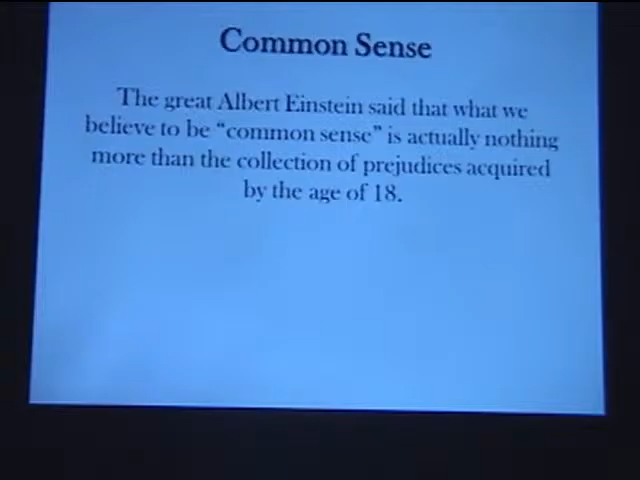 Common Sense
The great Albert Einstein said that what we
believe to be “common sense” is actually nothing
more than the collection of prejudices acquired
by the age of 18.